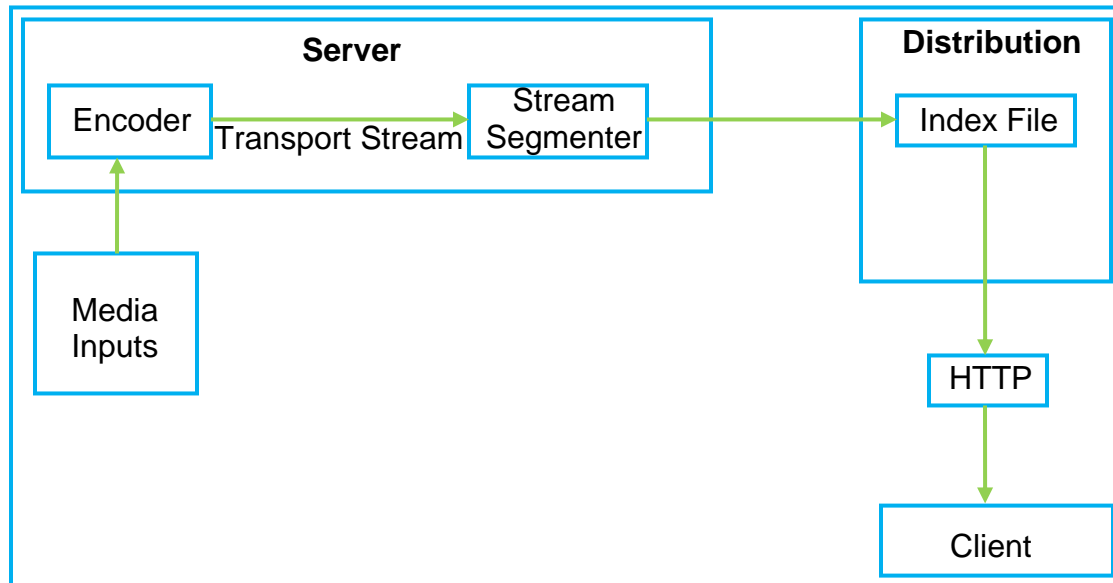 Server
Distribution
Encoder
Transport Stream
Stream
Segmenter
Index File
Media
Inputs
HTTP
Client